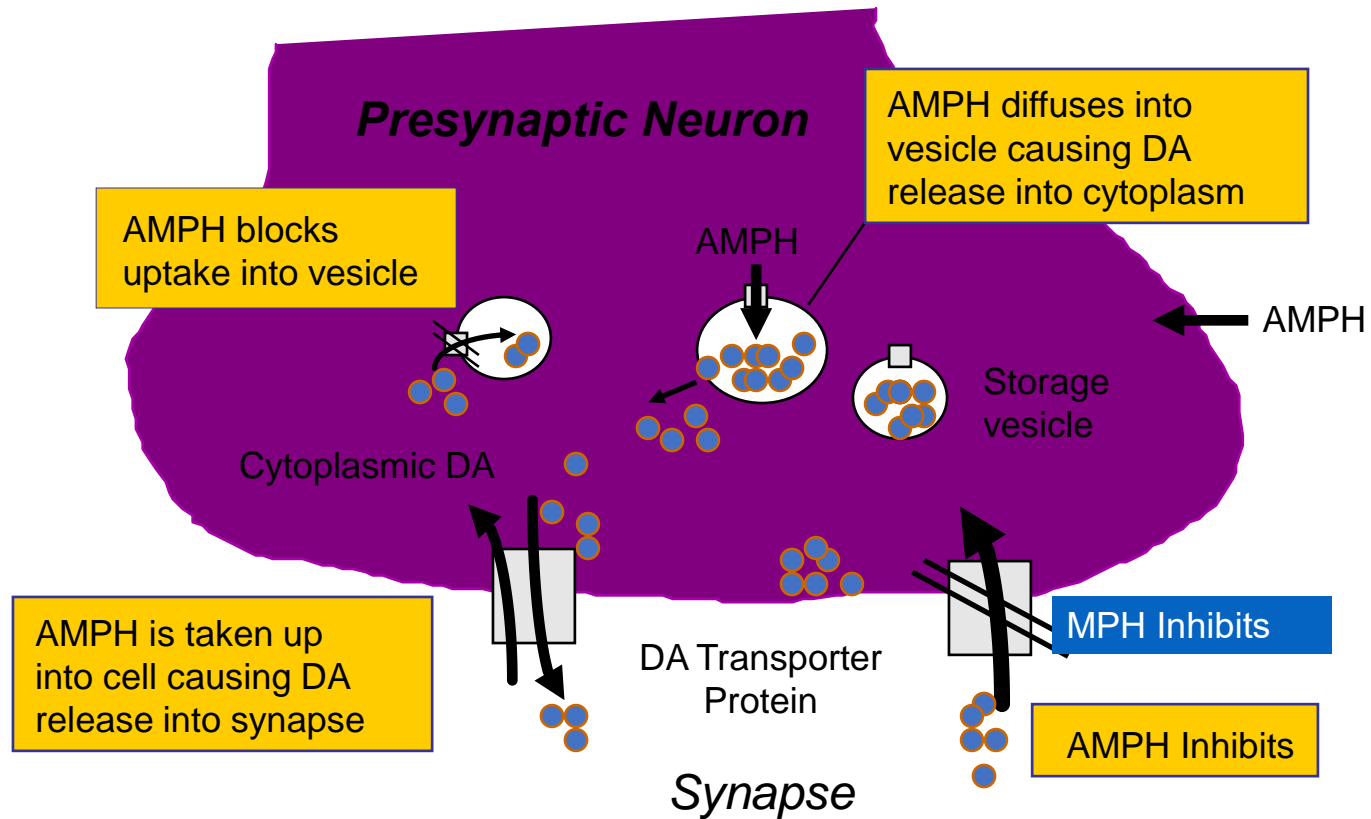 Presynaptic Neuron
AMPH diffuses into
vesicle causing DA
release into cytoplasm
AMPH blocks
uptake into vesicle
AMPH
AMPH
Storage
vesicle
Cytoplasmic DA
AMPH is taken up
into cell causing DA
release into synapse
DA Transporter
Protein
MPH Inhibits
AMPH Inhibits
Synapse